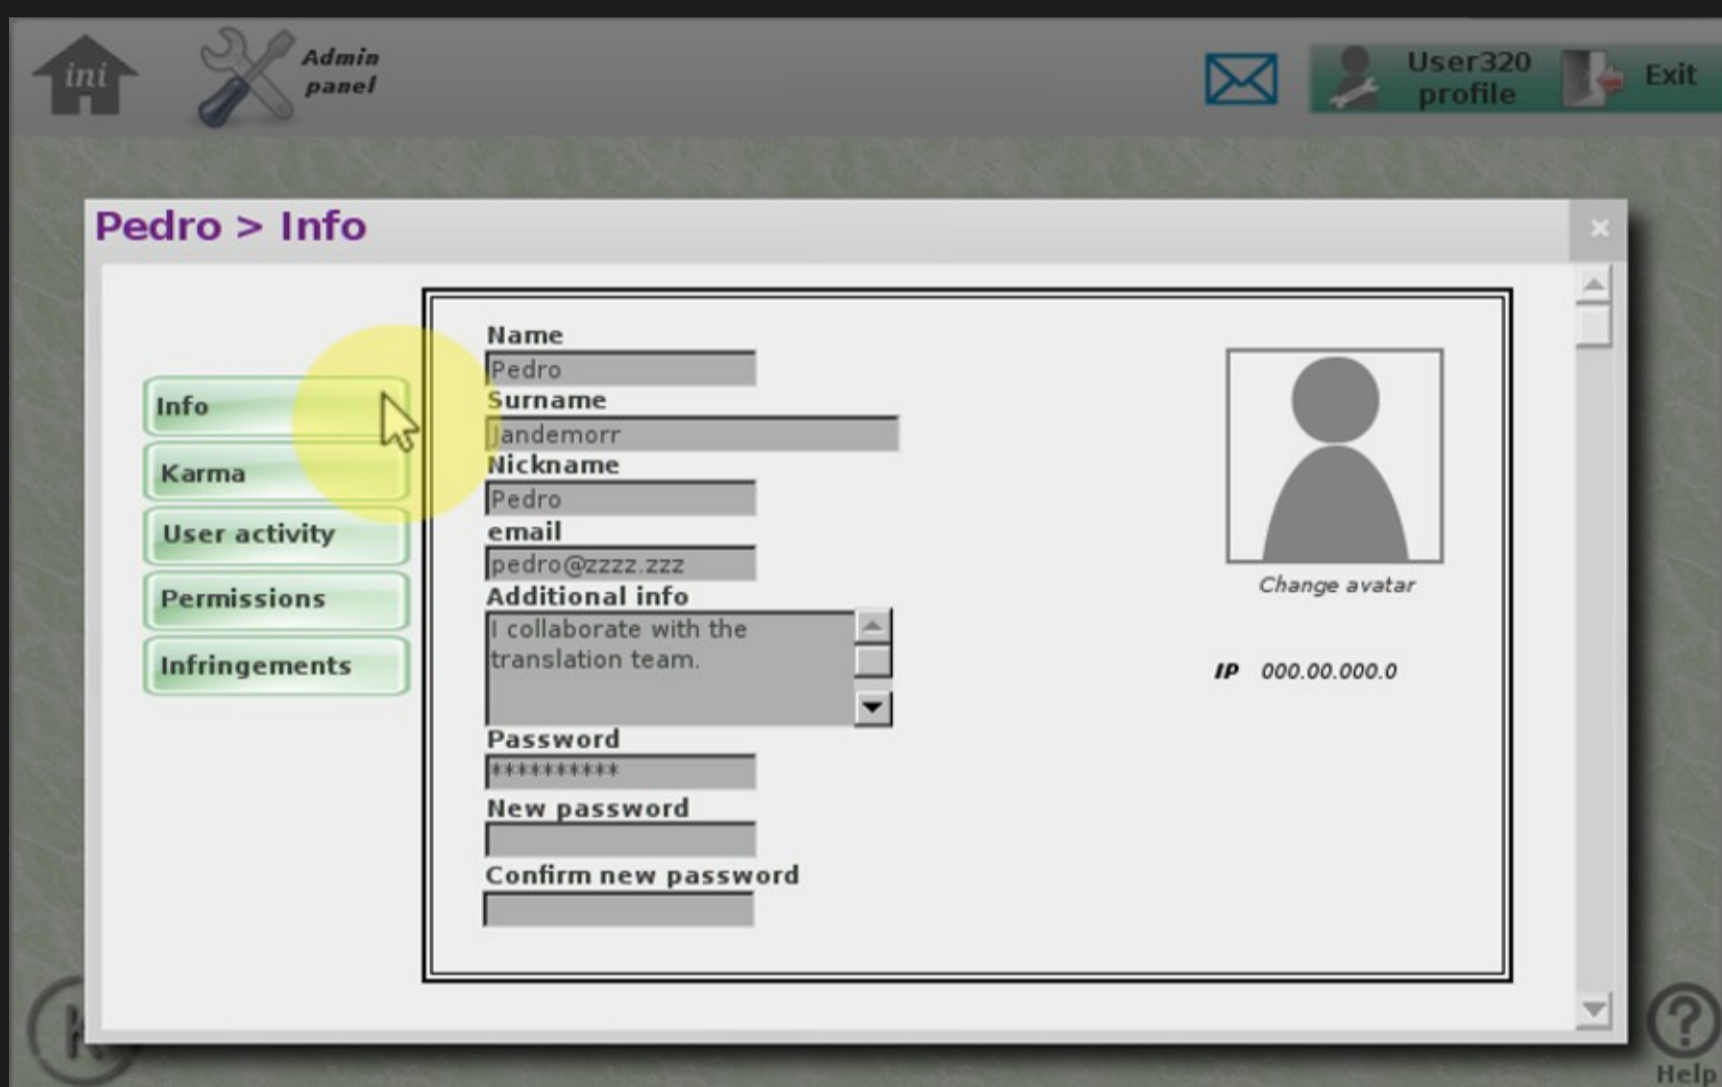 ini
Admin
panel
User320
profile
Exit
Pedro > Info
×
Info
Karma
User activity
Permissions
Infringements
Name
Pedro
Surname
Jandemorr
Nickname
Pedro
email
pedro@zzzz.zzz
Additional info
I collaborate with the
translation team.
Password
**********
New password
Confirm new password
Change avatar
IP 000.00.000.0
K
?
Help